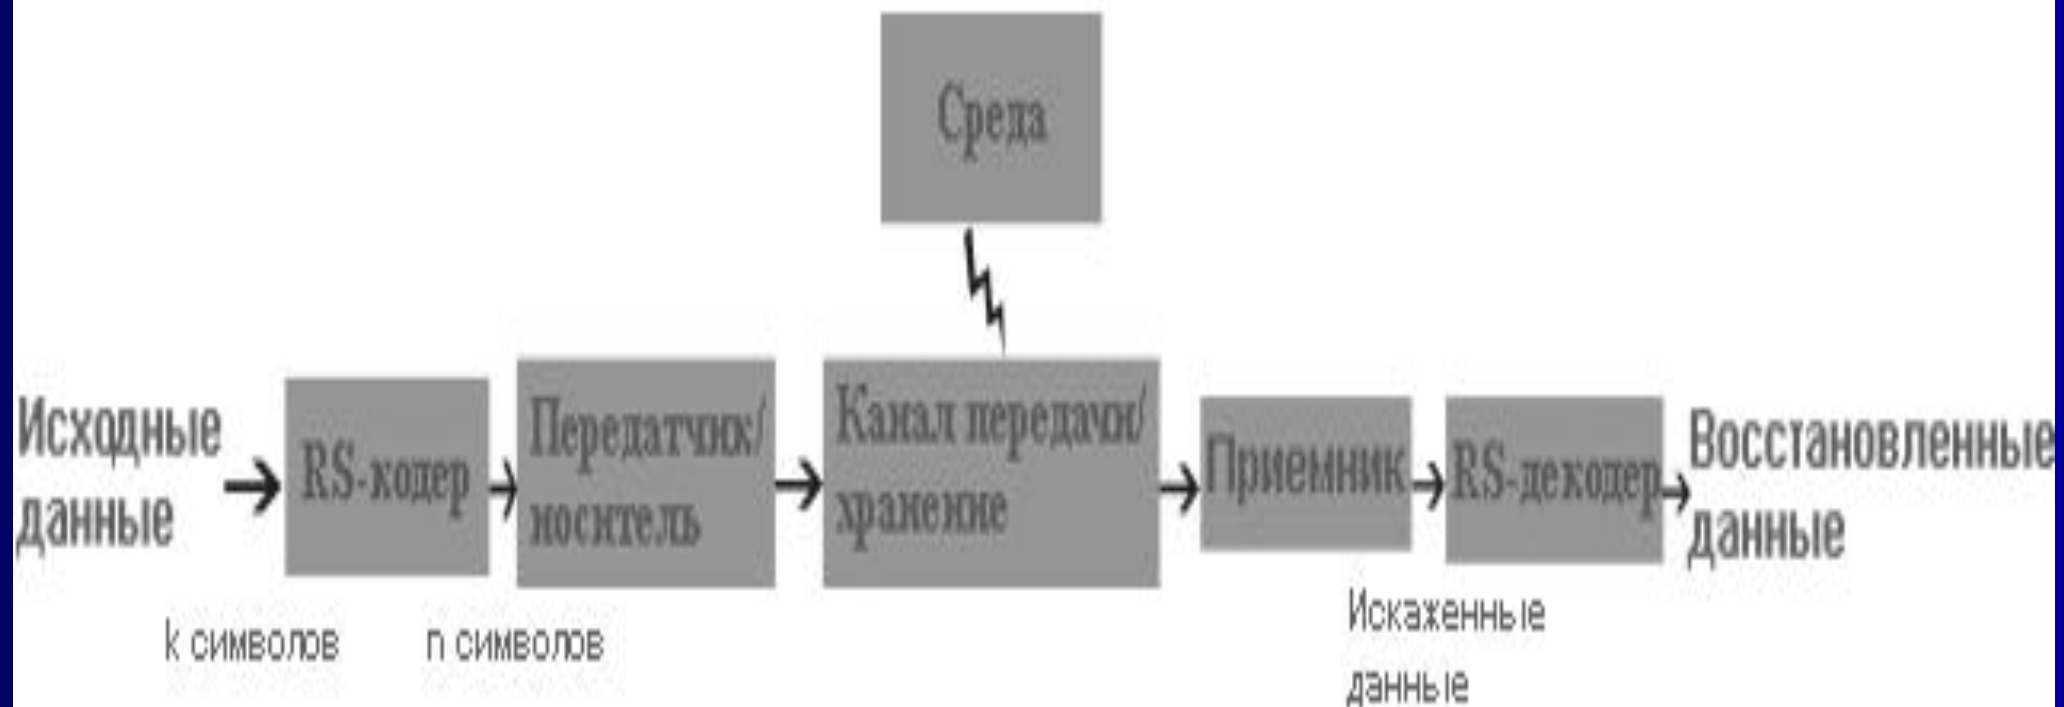 Среда
Исходные
данные
RS-кодер
Передатчик/
носитель
Канал передачи/
хранение
Приемник
RS-декодер
Восстановленные
данные
k символов
n символов
Искаженные
данные